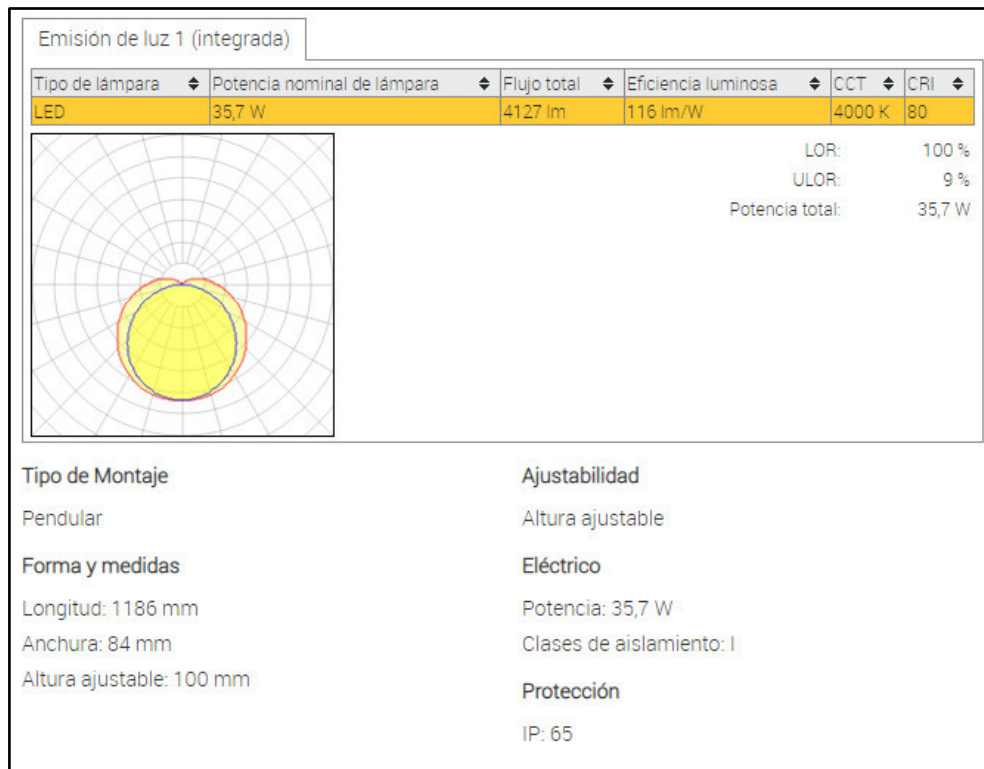 Emisión de luz 1 (integrada)
Tipo de lámpara Potencia nominal de lámpara Flujo total Eficiencia luminosa CCT CRI
LED 35,7 W 4127 lm 116 lm/W 4000 K 80
LOR: 100 %
ULOR: 9 %
Potencia total: 35,7 W
Tipo de Montaje
Pendular
Forma y medidas
Longitud: 1186 mm
Anchura: 84 mm
Altura ajustable: 100 mm
Ajustabilidad
Altura ajustable
Eléctrico
Potencia: 35,7 W
Clases de aislamiento: I
Protección
IP: 65